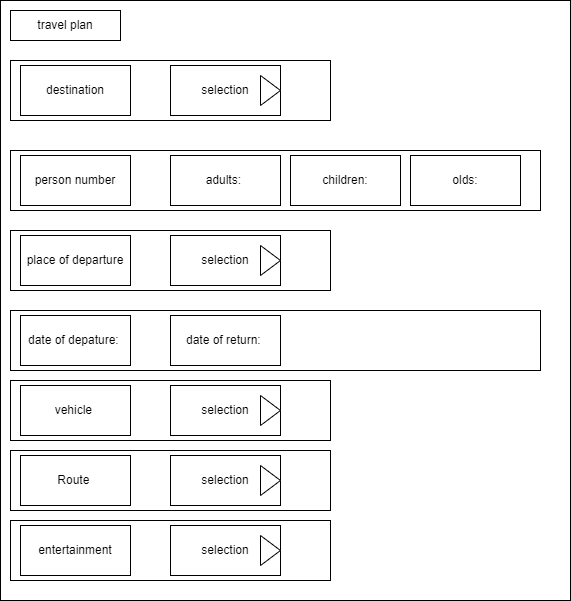 travel plan
destination selection
person number adults: children: olds:
place of departure selection
date of depature: date of return:
vehicle selection
Route selection
entertainment selection